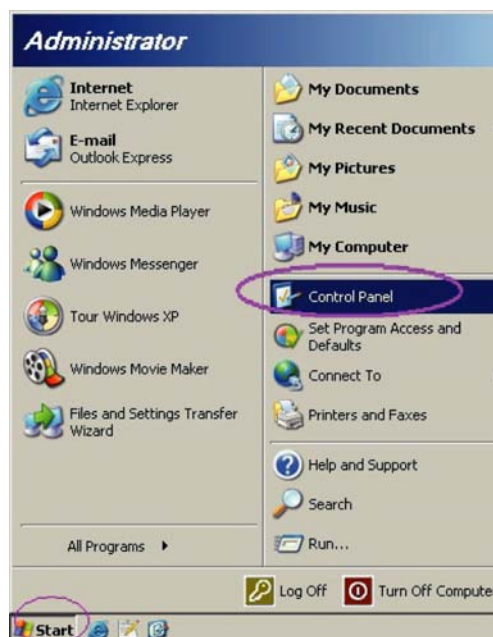 Administrator
Internet
Internet Explorer
E-mail
Outlook Express
Windows Media Player
Windows Messenger
Tour Windows XP
Windows Movie Maker
Files and Settings Transfer
Wizard
All Programs
My Documents
My Recent Documents
My Pictures
My Music
My Computer
Control Panel
Set Program Access and
Defaults
Connect To
Printers and Faxes
Help and Support
Search
Run...
Log Off
Turn Off Compute
Start